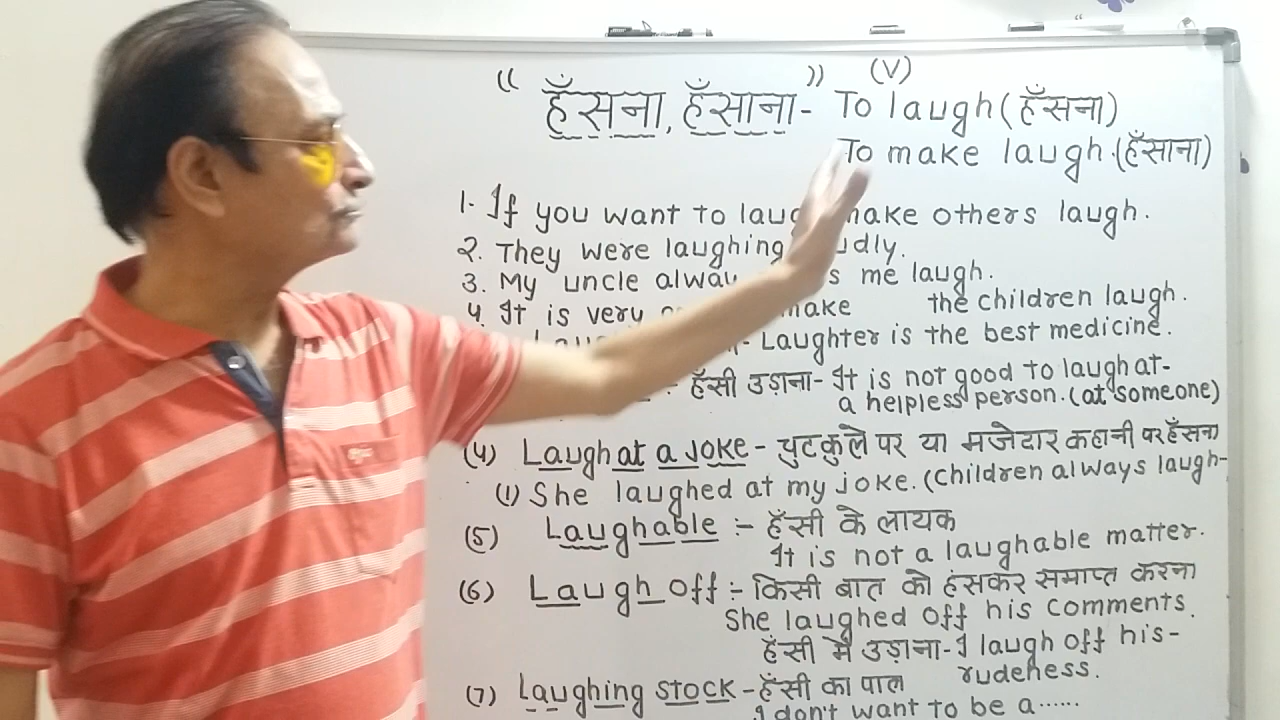 " हँसना, हँसाना-" To laugh (हँसना) (V)
To make laugh.(हँसाना)
1. If you want to make others laugh.
2. They were laughing
3. My uncle me laugh.
4. It is very make the children laugh.
Laughter is the best medicine.
:- हँसी उड़ाना- It is not good to laugh at-
a helpless person. (at someone)
(4) Laugh at a Joke - चुटकुले पर या मजेदार कहानी पर हँसना
(1) She laughed at my joke. (Children always laugh-
(5) Laughable :- हँसी के लायक
It is not a laughable matter.
(6) Laugh off :- किसी बात को हंसकर समाप्त करना
She laughed off his comments.
हँसी में उड़ाना- I laugh off his-
rudeness.
(7) Laughing stock - हँसी का पात्र
I don't want to be a......